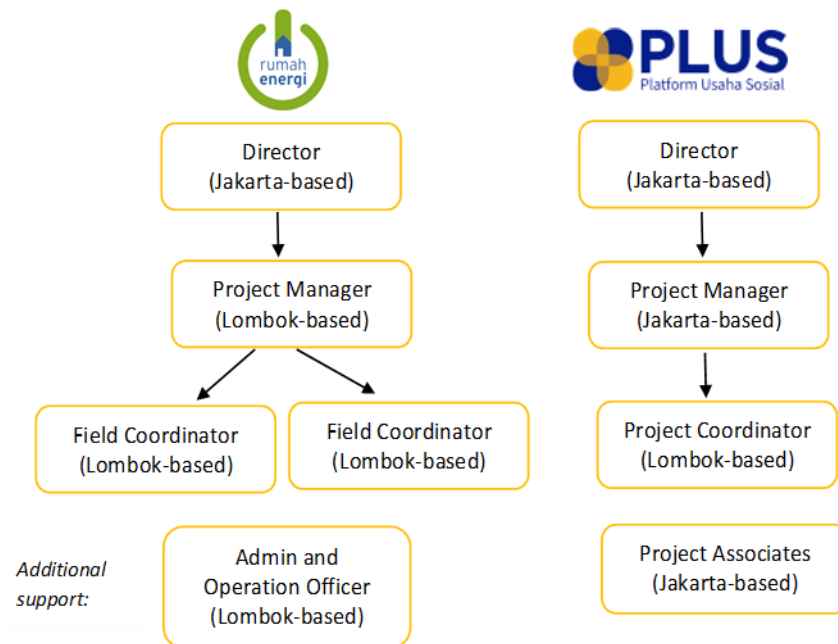 rumah
energi
PLUS
Platform Usaha Sosial
Director
(Jakarta-based)
Director
(Jakarta-based)
Project Manager
(Lombok-based)
Project Manager
(Jakarta-based)
Field Coordinator
(Lombok-based)
Field Coordinator
(Lombok-based)
Project Coordinator
(Lombok-based)
Additional
support:
Admin and
Operation Officer
(Lombok-based)
Project Associates
(Jakarta-based)